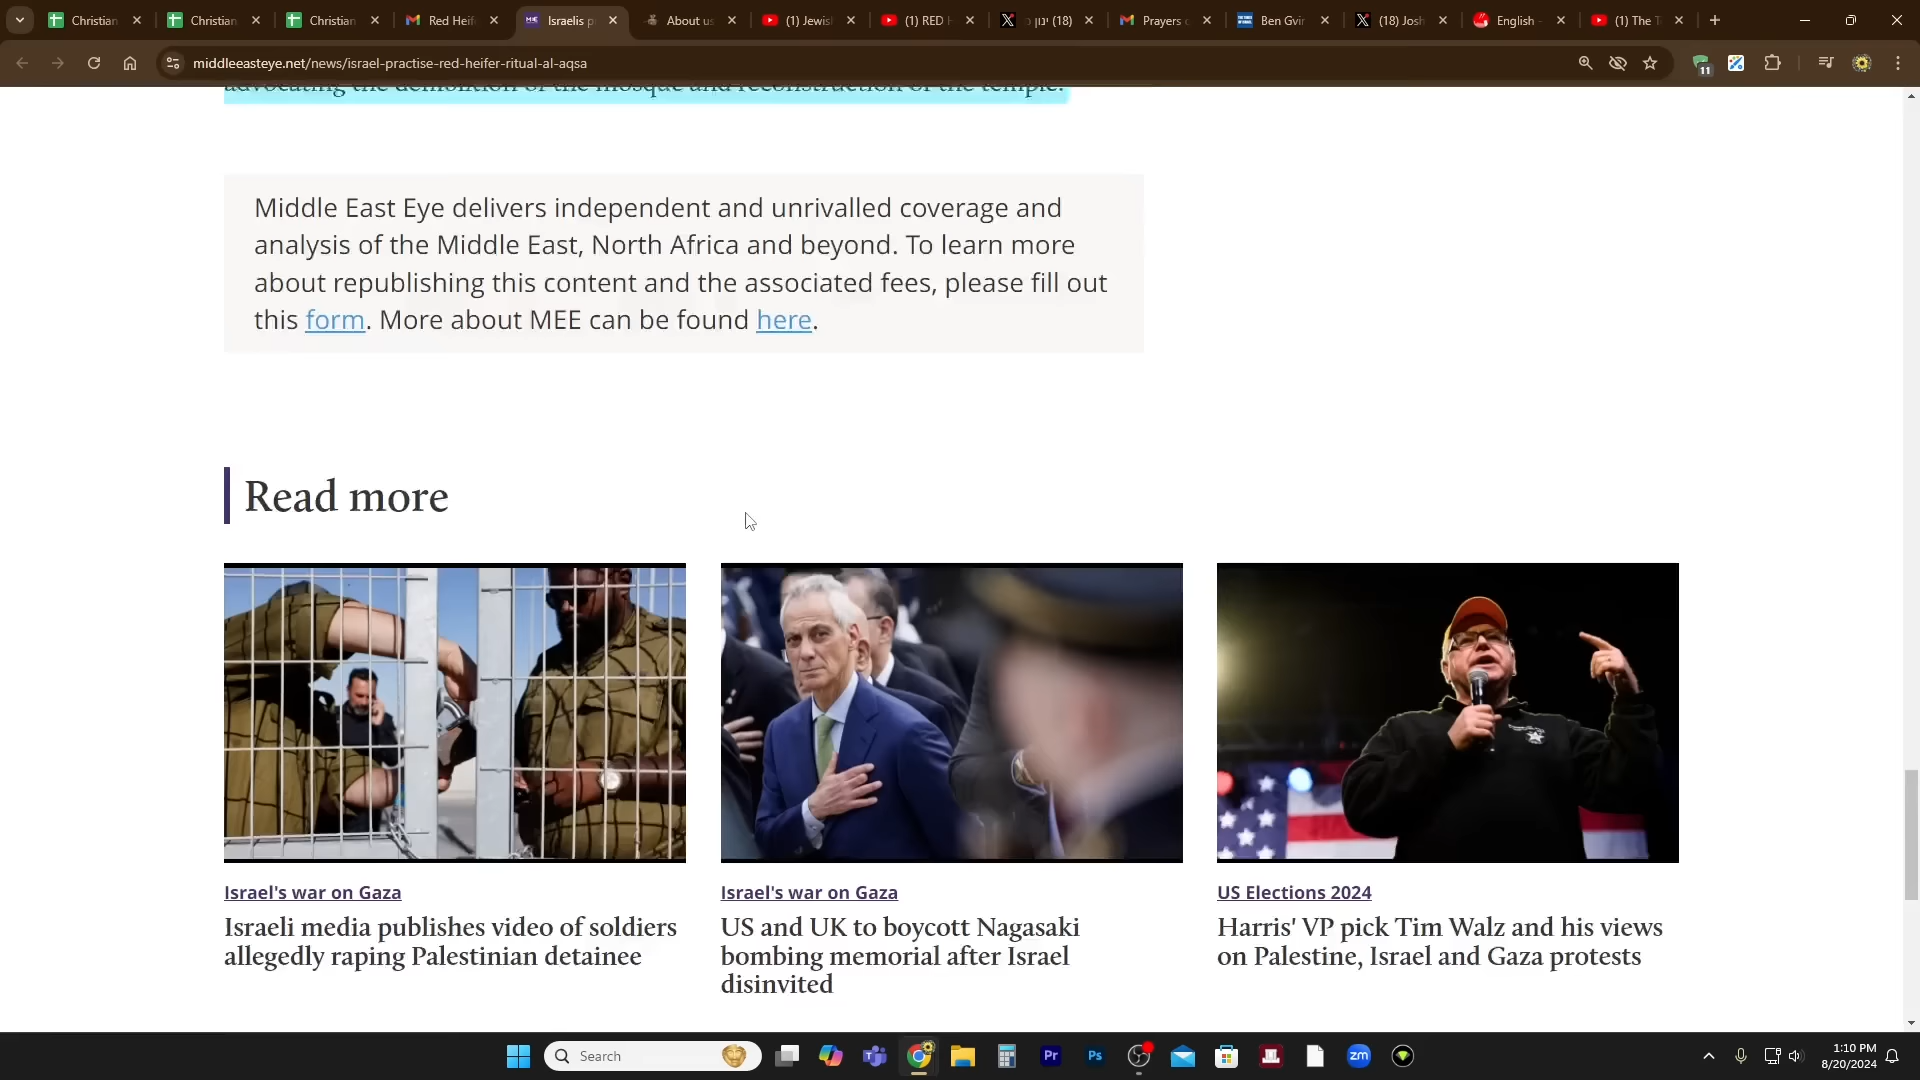 Christian
Christian
Christian
Red Heif
Israelis p
About us
(1) Jewis
(1) RED H
(18) ינון כ
Prayers o
Ben Gvir
(18) Josh
English -
(1) The T
middleeasteye.net/news/israel-practise-red-heifer-ritual-al-aqsa
11
advocating the demolition of the mosque and reconstruction of the temple.
Middle East Eye delivers independent and unrivalled coverage and
analysis of the Middle East, North Africa and beyond. To learn more
about republishing this content and the associated fees, please fill out
this form. More about MEE can be found here.
Read more
Israel's war on Gaza
Israeli media publishes video of soldiers
allegedly raping Palestinian detainee
Israel's war on Gaza
US and UK to boycott Nagasaki
bombing memorial after Israel
disinvited
US Elections 2024
Harris' VP pick Tim Walz and his views
on Palestine, Israel and Gaza protests
Search
Pr
Ps
zm
1:10 PM
8/20/2024